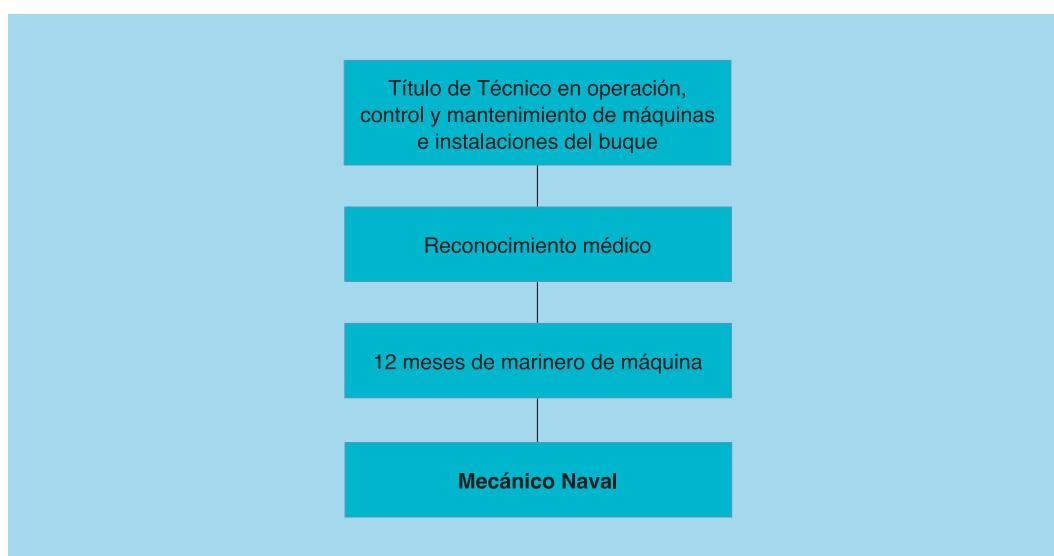 Título de Técnico en operación,
control y mantenimiento de máquinas
e instalaciones del buque
Reconocimiento médico
12 meses de marinero de máquina
Mecánico Naval